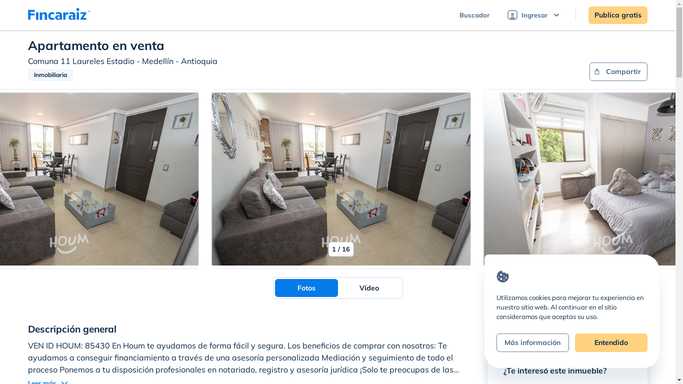 Fincaraiz
Buscador
Ingresar
Publica gratis
Apartamento en venta
Comuna 11 Laureles Estadio - Medellín - Antioquia
Inmobiliaria
Compartir
HOUM
HOUM
HOUM
1 / 16
Fotos
Video
Utilizamos cookies para mejorar tu experiencia en
nuestro sitio web. Al continuar en el sitio
consideramos que aceptas su uso.
Más información
Entendido
Descripción general
VEN ID HOUM: 85430 En Houm te ayudamos de forma fácil y segura. Los beneficios de comprar con nosotros: Te
ayudamos a conseguir financiamiento a través de una asesoría personalizada Mediación y seguimiento de todo el
proceso Ponemos a tu disposición profesionales en notariado, registro y asesoría jurídica ¡Solo te preocupas de las...
Leer más
¿Te interesó este inmueble?